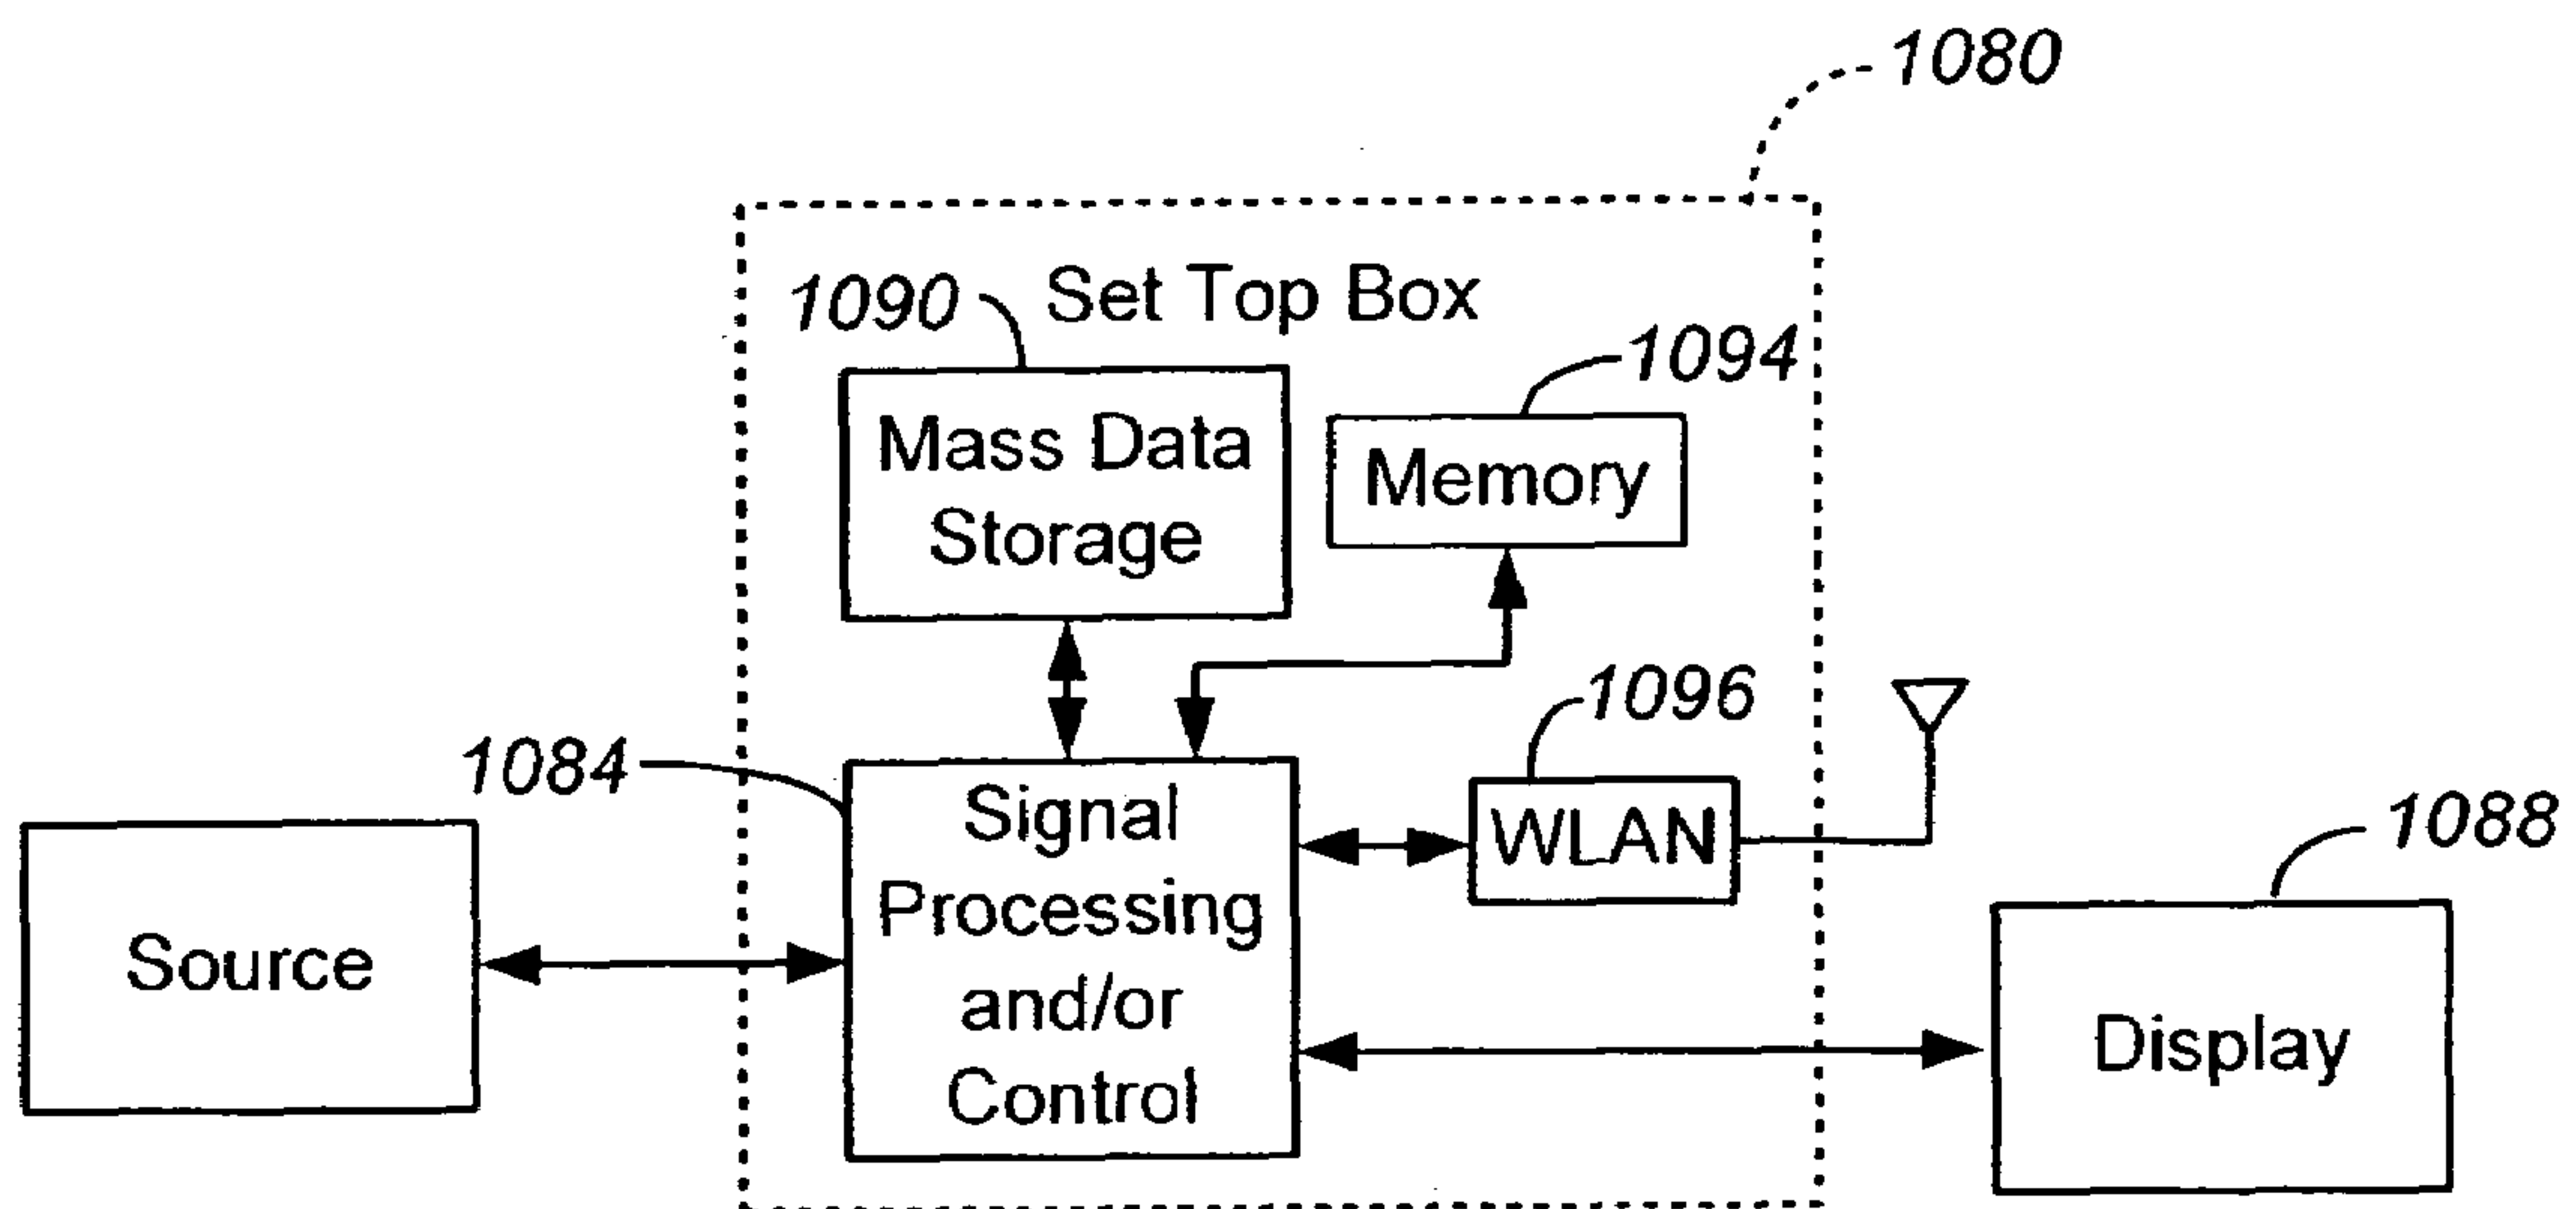 1080
Set Top Box
1090
1094
Mass Data
Storage
Memory
1096
1084
Signal
Processing
and/or
Control
WLAN
1088
Source
Display